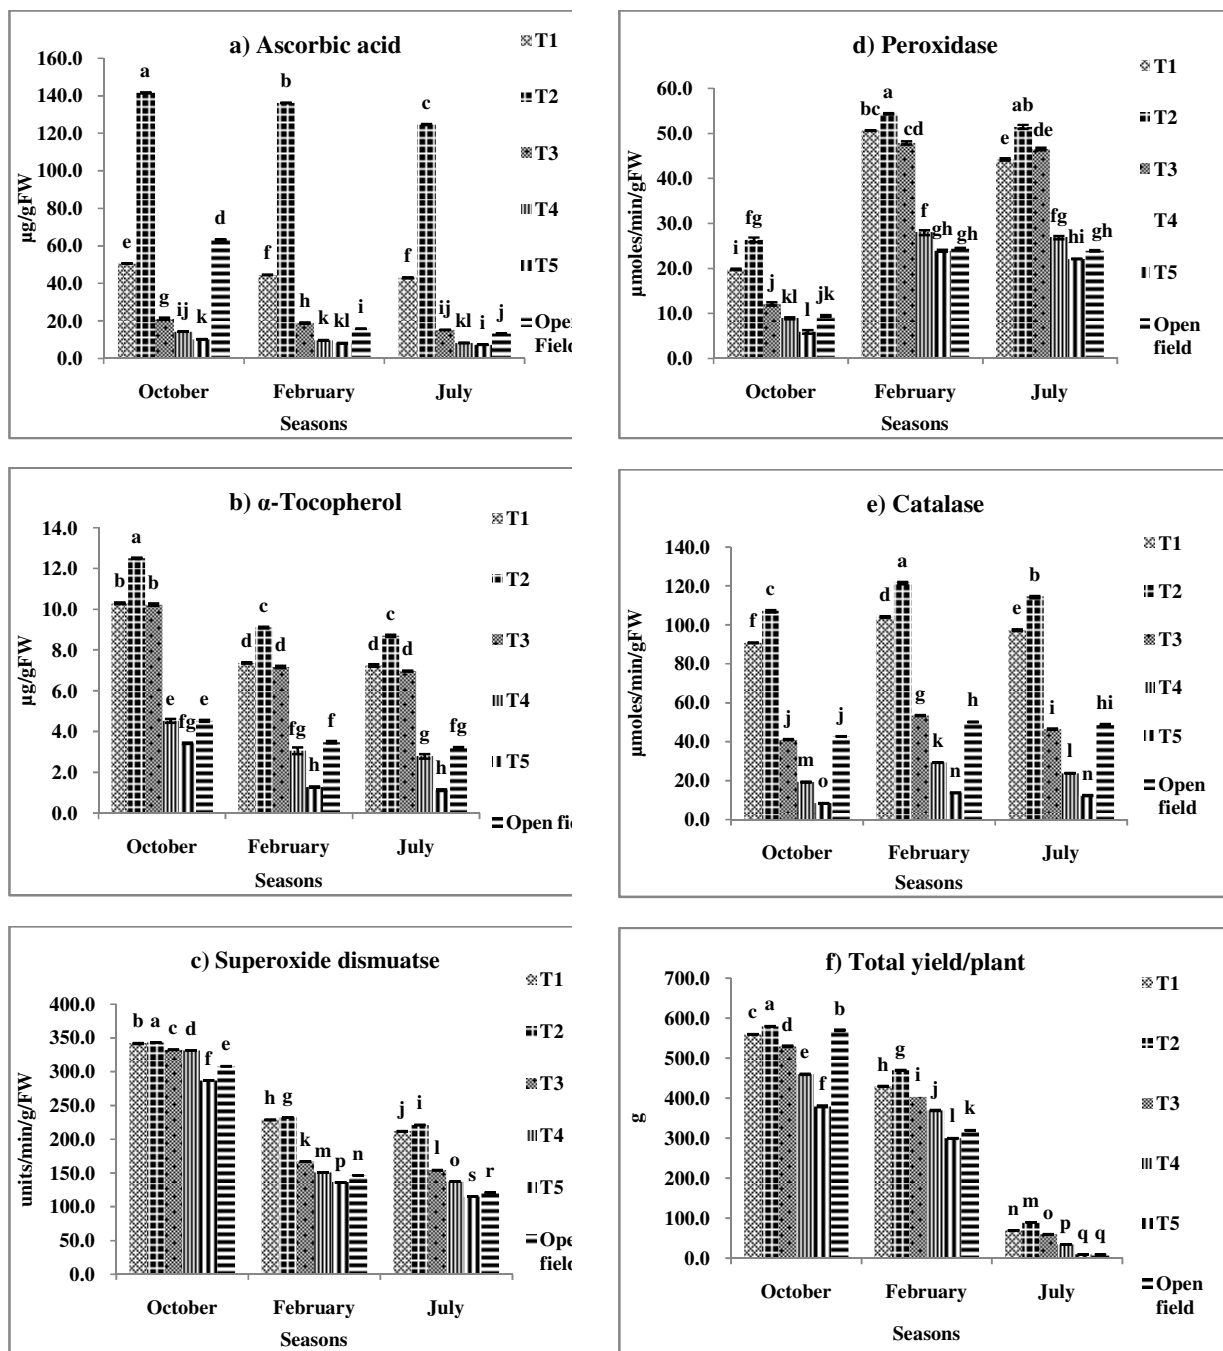 a) Ascorbic acid
160.0
140.0
120.0
100.0
80.0
60.0
40.0
20.0
0.0
µg/gFW
a
b
c
e
g
ij
k
d
f
h
k
kl
i
f
ij
kl
i
j
October
February
July
Seasons
T1
T2
T3
T4
T5
Open
Field
d) Peroxidase
60.0
50.0
40.0
30.0
20.0
10.0
0.0
µmoles/min/gFW
i
fg
j
kl
l
jk
bc
a
cd
f
gh
gh
e
ab
de
fg
hi
gh
October
February
July
Seasons
T1
T2
T3
T4
T5
Open
field
b) α-Tocopherol
14.0
12.0
10.0
8.0
6.0
4.0
2.0
0.0
µg/gFW
b
a
b
e
fg
e
d
c
d
fg
h
f
d
c
d
g
h
fg
October
February
July
Seasons
T1
T2
T3
T4
T5
Open fiel
e) Catalase
140.0
120.0
100.0
80.0
60.0
40.0
20.0
0.0
µmoles/min/gFW
f
c
j
m
o
j
d
a
g
k
n
h
e
b
i
l
n
hi
October
February
July
Seasons
T1
T2
T3
T4
T5
Open
field
c) Superoxide dismuatse
400.0
350.0
300.0
250.0
200.0
150.0
100.0
50.0
0.0
units/min/g/FW
b
a
c
d
f
e
h
g
k
m
p
n
j
i
l
o
s
r
October
February
July
Seasons
T1
T2
T3
T4
T5
Open
field
f) Total yield/plant
700.0
600.0
500.0
400.0
300.0
200.0
100.0
0.0
g
c
a
d
e
f
b
h
g
i
j
l
k
n
m
o
p
q
q
October
February
July
Seasons
T1
T2
T3
T4
T5
Open
field